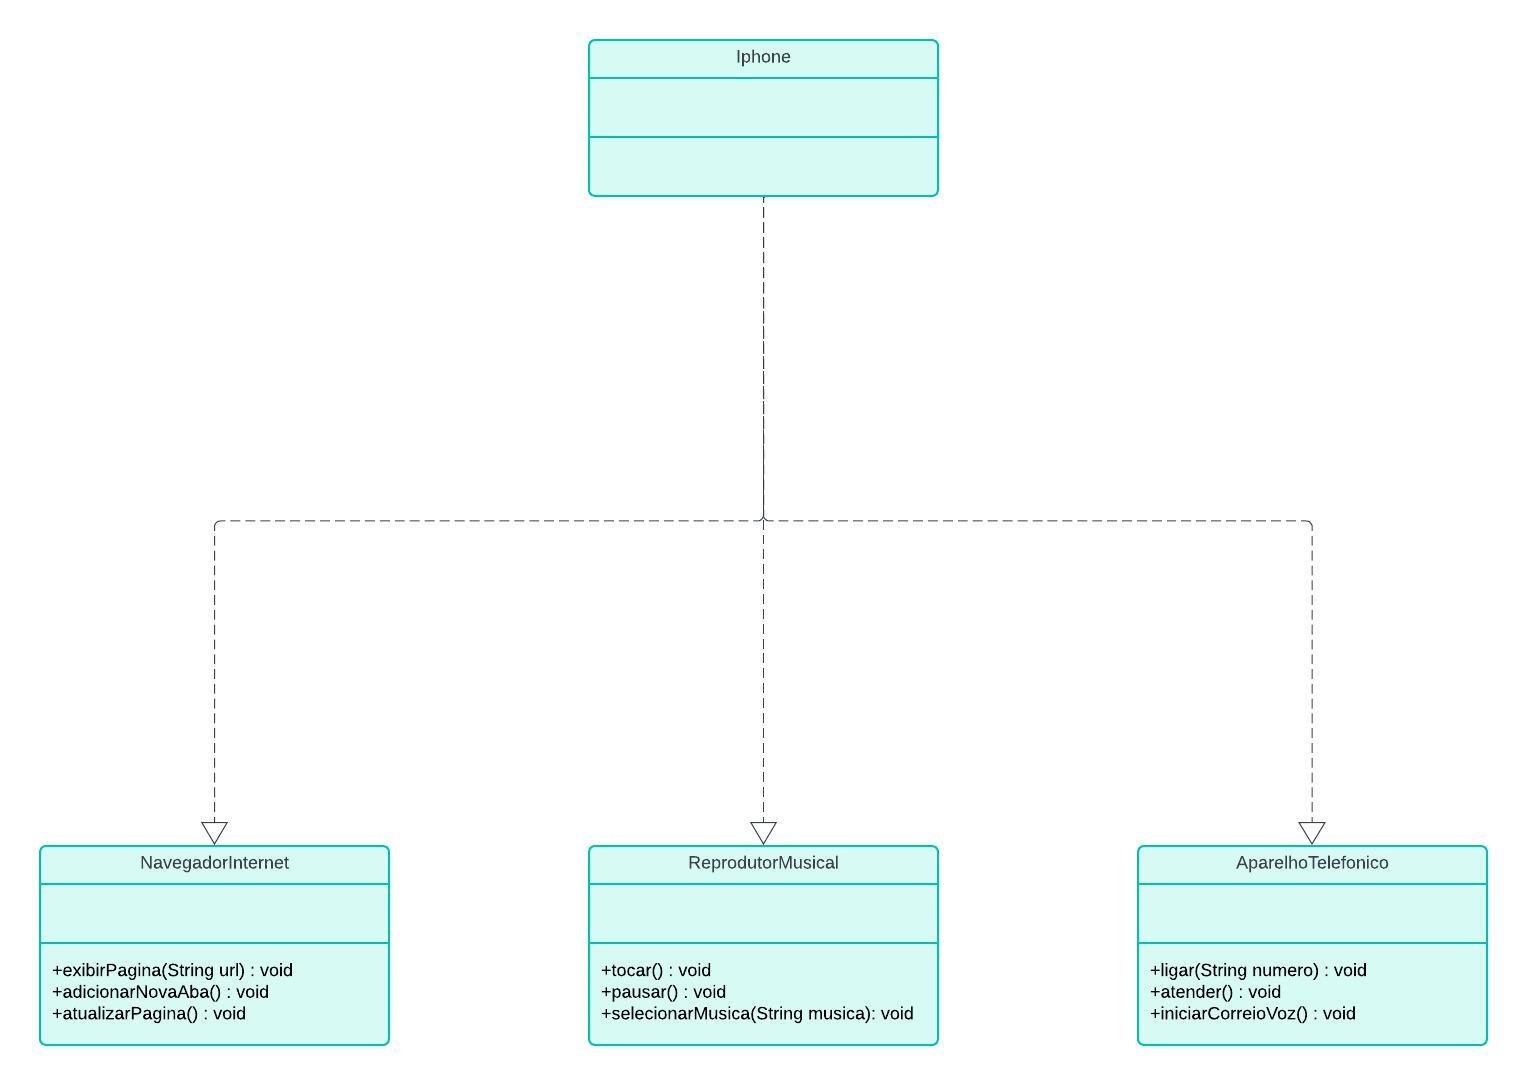 Iphone
NavegadorInternet
+exibirPagina(String url) : void
+adicionarNovaAba() : void
+atualizarPagina() : void
ReprodutorMusical
+tocar() : void
+pausar() : void
+selecionarMusica(String musica): void
AparelhoTelefonico
+ligar(String numero) : void
+atender() : void
+iniciarCorreioVoz() : void